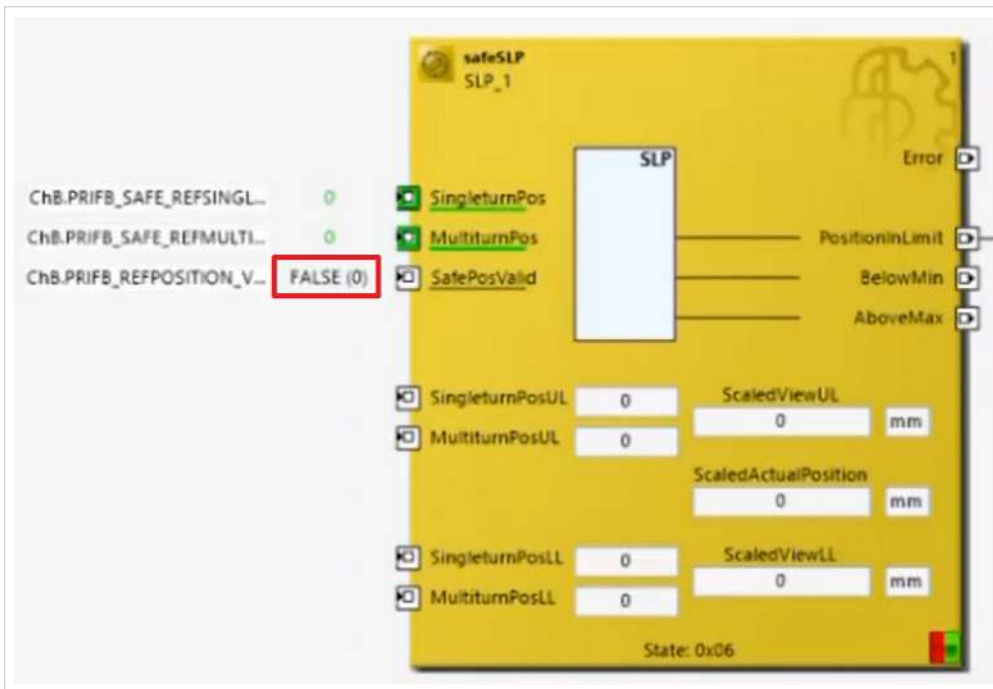 safeSLP
SLP_1
1
SLP
Error
ChB.PRIFB_SAFE_REFSINGL...
0
SingleturnPos
ChB.PRIFB_SAFE_REFMULTI...
0
MultiturnPos
PositionInLimit
ChB.PRIFB_REFPOSITION_V...
FALSE (0)
SafePosValid
BelowMin
AboveMax
SingleturnPosUL
0
ScaledViewUL
0
mm
MultiturnPosUL
0
ScaledActualPosition
0
mm
SingleturnPosLL
0
ScaledViewLL
0
mm
MultiturnPosLL
0
State: 0x06